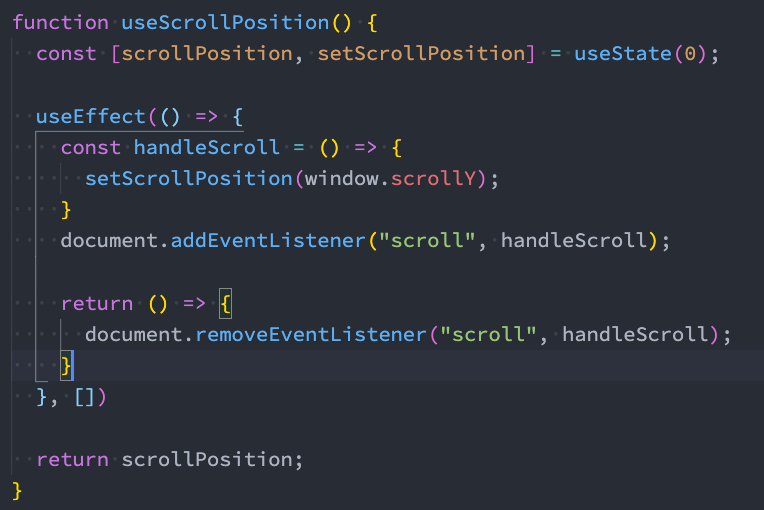 function useScrollPosition() {
  const [scrollPosition, setScrollPosition] = useState(0);

  useEffect(() => {
    const handleScroll = () => {
      setScrollPosition(window.scrollY);
    }
    document.addEventListener("scroll", handleScroll);

    return () => {
      document.removeEventListener("scroll", handleScroll);
    }
  }, [])

  return scrollPosition;
}